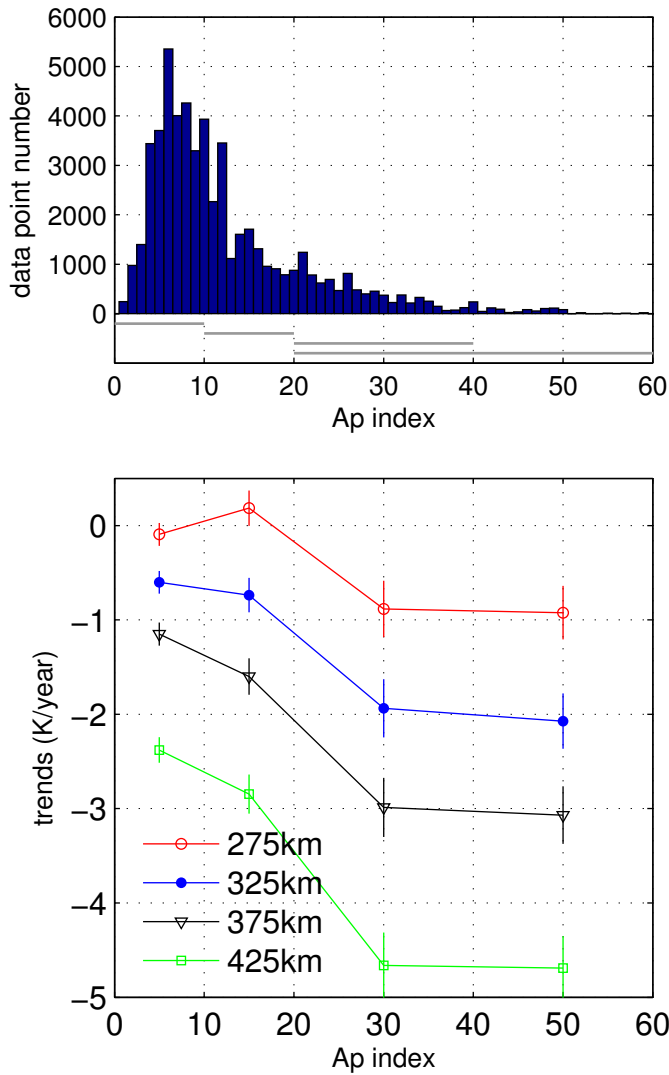 6000
5000
4000
3000
2000
1000
0
data point number
0 10 20 30 40 50 60
Ap index
0
−1
−2
−3
−4
−5
trends (K/year)
275km
325km
375km
425km
0 10 20 30 40 50 60
Ap index